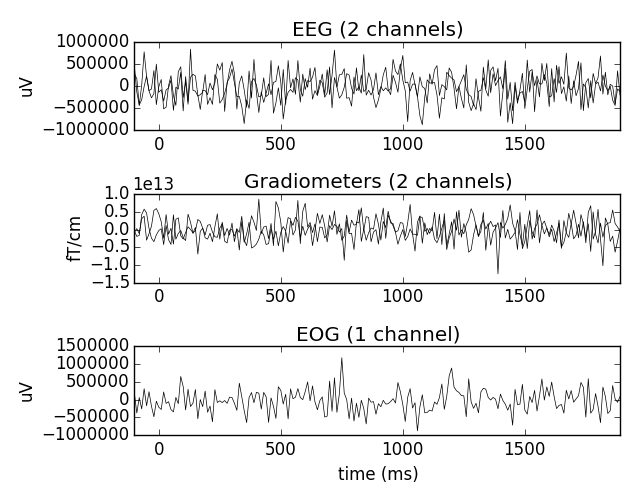 EEG (2 channels)
1000000
500000
0
−500000
−1000000
uV
0 500 1000 1500
1e13 Gradiometers (2 channels)
1.0
0.5
0.0
−0.5
−1.0
−1.5
fT/cm
0 500 1000 1500
EOG (1 channel)
1500000
1000000
500000
0
−500000
−1000000
uV
0 500 1000 1500
time (ms)